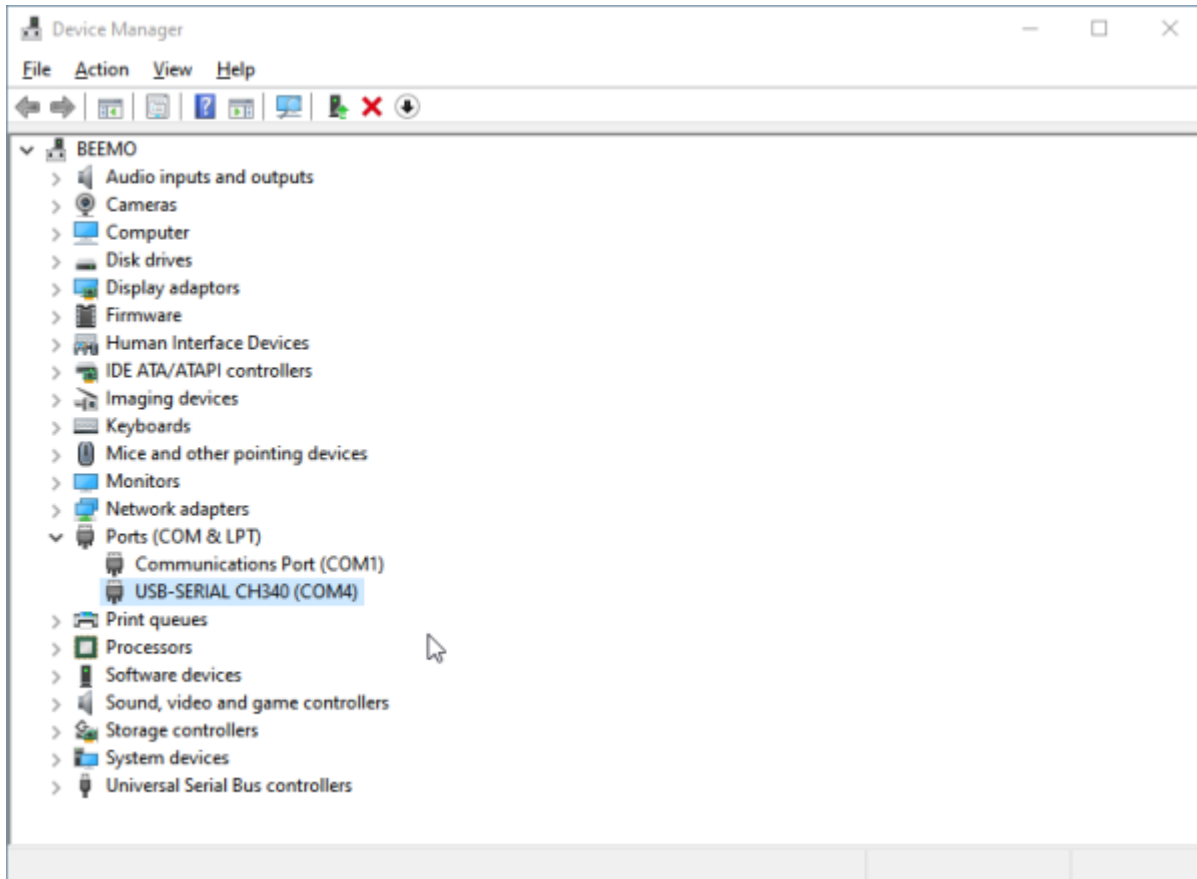 Device Manager
File Action View Help
BEEMO
Audio inputs and outputs
Cameras
Computer
Disk drives
Display adaptors
Firmware
Human Interface Devices
IDE ATA/ATAPI controllers
Imaging devices
Keyboards
Mice and other pointing devices
Monitors
Network adapters
Ports (COM & LPT)
Communications Port (COM1)
USB-SERIAL CH340 (COM4)
Print queues
Processors
Software devices
Sound, video and game controllers
Storage controllers
System devices
Universal Serial Bus controllers